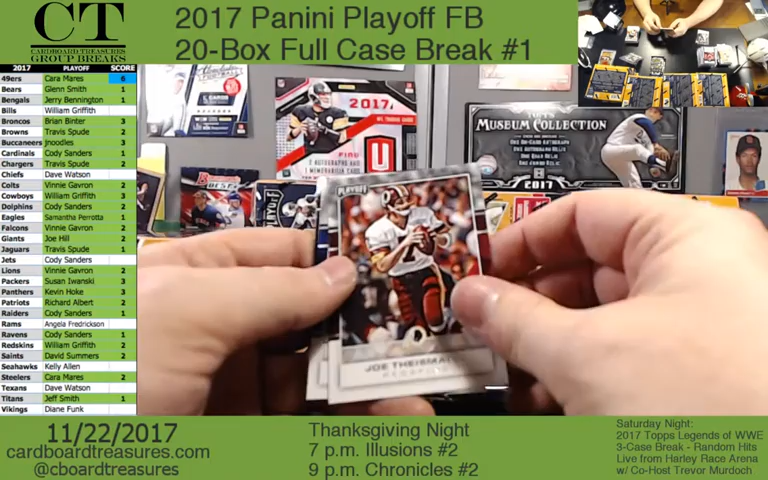 CT
CARDBOARD TREASURES
GROUP BREAKS
2017 Panini Playoff FB
20-Box Full Case Break #1
2017 PLAYOFF SCORE
49ers Cara Mares 6
Bears Glenn Smith 1
Bengals Jerry Bennington 1
Bills William Griffith
Broncos Brian Binter 3
Browns Travis Spude 2
Buccaneers Jnoodles 3
Cardinals Cody Sanders 1
Chargers Travis Spude 2
Chiefs Dave Watson
Colts Vinnie Gavron 2
Cowboys William Griffith 3
Dolphins Cody Sanders 2
Eagles Samantha Perrotta 1
Falcons Vinnie Gavron 2
Giants Joe Hill 2
Jaguars Travis Spude 1
Jets Cody Sanders
Lions Vinnie Gavron 2
Packers Susan Iwanski 3
Panthers Kevin Hoke 3
Patriots Richard Albert 2
Raiders Cody Sanders 1
Rams Angela Fredrickson
Ravens Cody Sanders 1
Redskins William Griffith 2
Saints David Summers 2
Seahawks Kelly Allen
Steelers Cara Mares 2
Texans Dave Watson
Titans Jeff Smith 1
Vikings Diane Funk
2017
TOPPS
MUSEUM COLLECTION
2017
BEST
PLAYOFF
PLAYOFF
JOE THEISMAN
11/22/2017
cardboardtreasures.com
@cboardtreasures
Thanksgiving Night
7 p.m. Illusions #2
9 p.m. Chronicles #2
Saturday Night:
2017 Topps Legends of WWE
3-Case Break - Random Hits
Live from Harley Race Arena
w/ Co-Host Trevor Murdoch